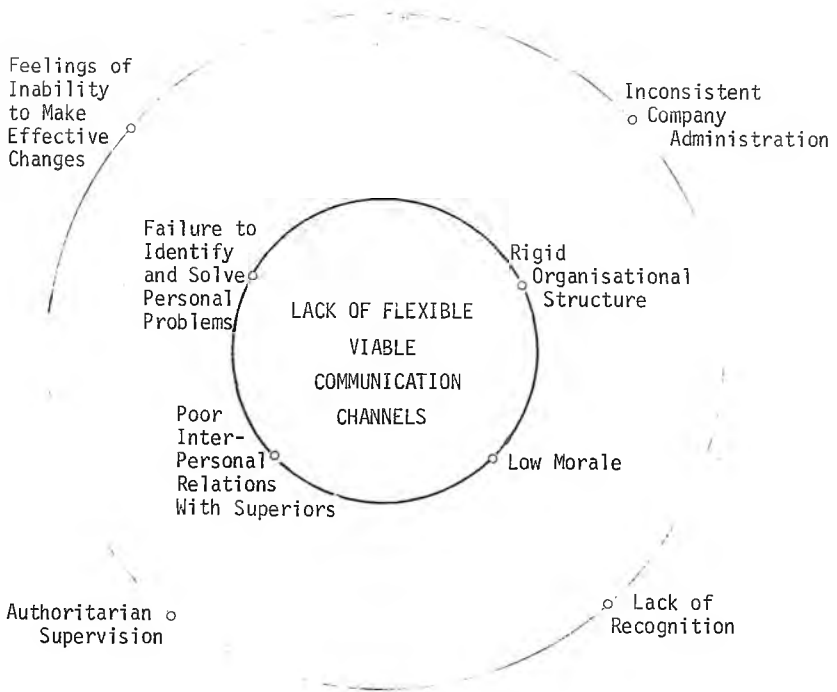 Feelings of
Inability
to Make
Effective
Changes
Inconsistent
Company
Administration
Failure to
Identify
and Solve
Personal
Problems
Rigid
Organisational
Structure
LACK OF FLEXIBLE
VIABLE
COMMUNICATION
CHANNELS
Poor
Inter-
Personal
Relations
With Superiors
Low Morale
Authoritarian
Supervision
Lack of
Recognition